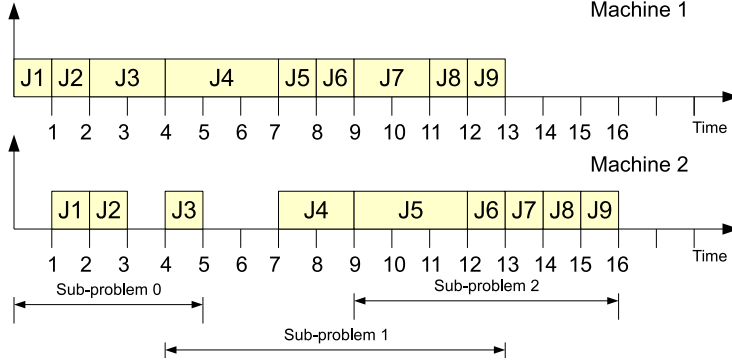 Machine 1
J1 J2 J3 J4 J5 J6 J7 J8 J9
1 2 3 4 5 6 7 8 9 10 11 12 13 14 15 16 Time
Machine 2
J1 J2 J3 J4 J5 J6 J7 J8 J9
1 2 3 4 5 6 7 8 9 10 11 12 13 14 15 16 Time
Sub-problem 0 Sub-problem 2
Sub-problem 1